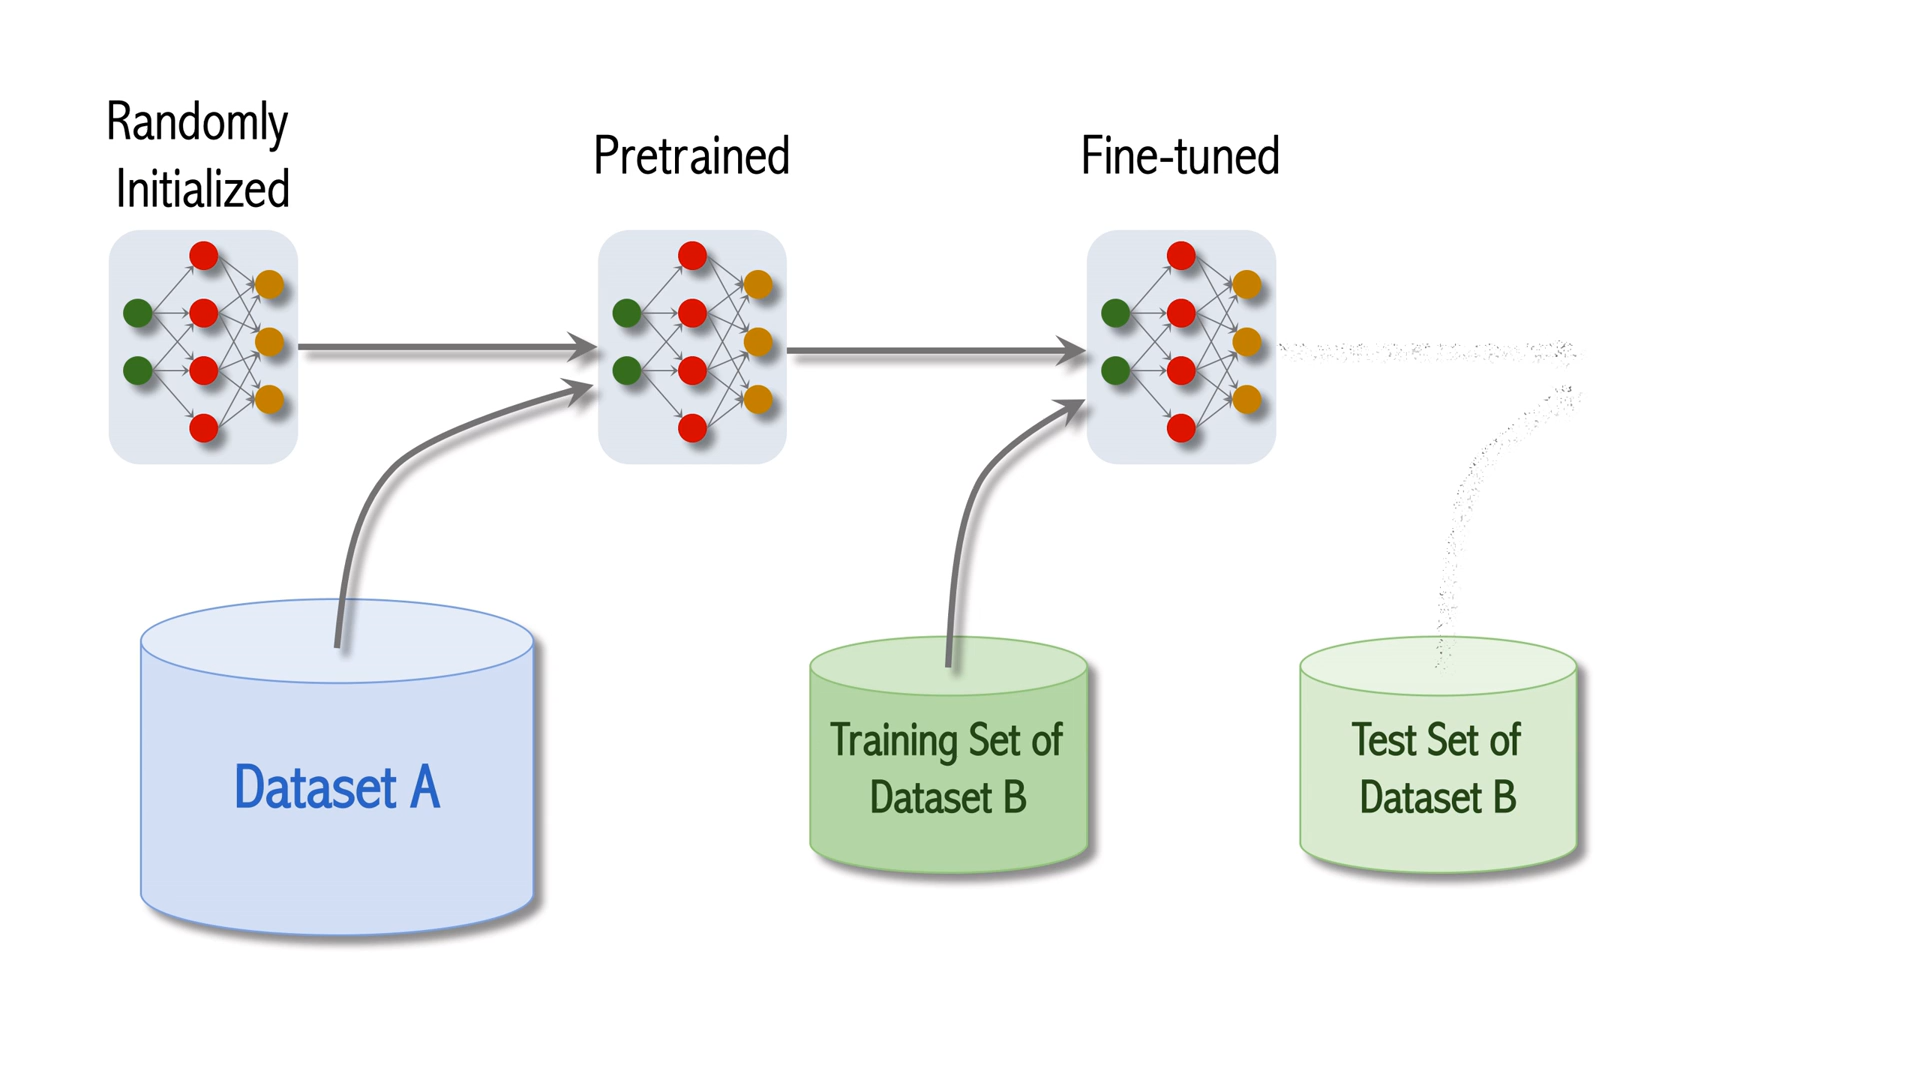 Randomly
Initialized
Pretrained
Fine-tuned
Dataset A
Training Set of
Dataset B
Test Set of
Dataset B